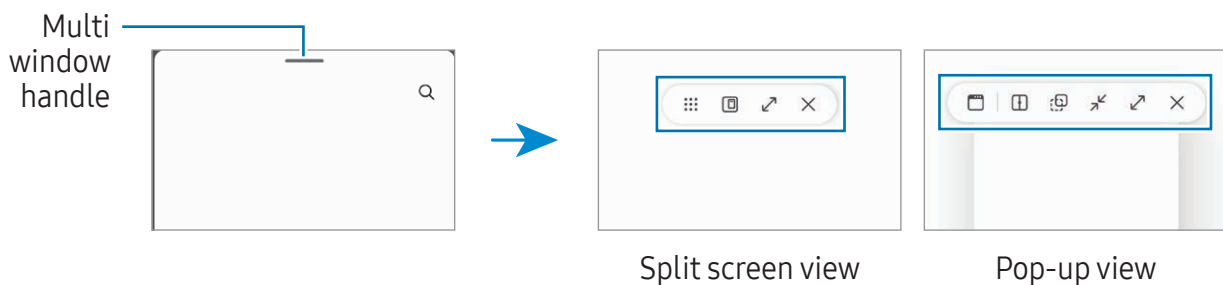 Multi
window
handle
Split screen view
Pop-up view